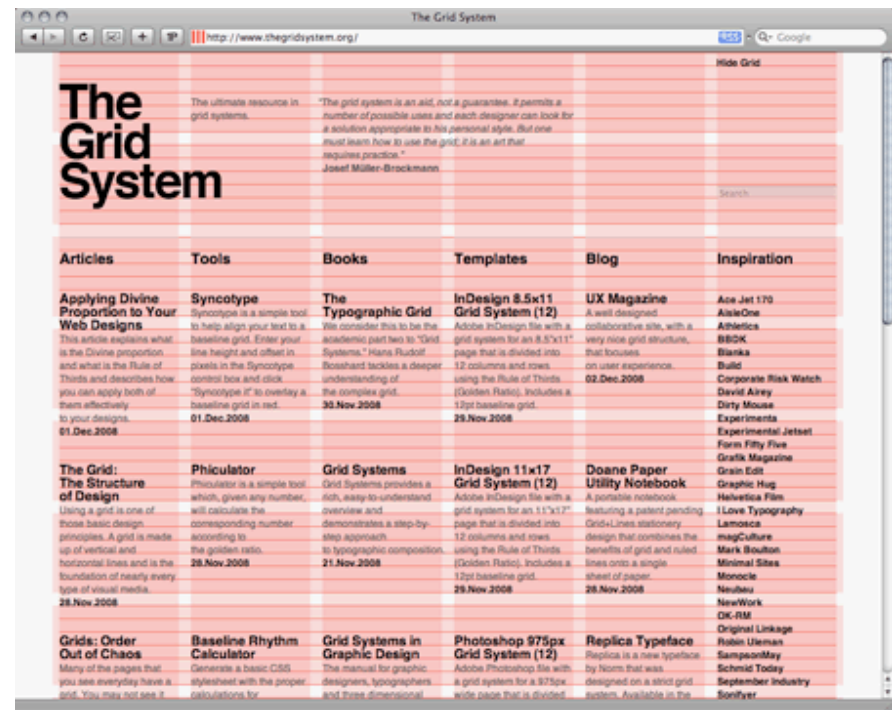 The Grid System
http://www.thegridsystem.org/
RSS
Google
Hide Grid
The
Grid
System
The ultimate resource in
grid systems.
"The grid system is an aid, not a guarantee. It permits a
number of possible uses and each designer can look for
a solution appropriate to his personal style. But one
must learn how to use the grid; it is an art that
requires practice."
Josef Müller-Brockmann
Search
Articles
Applying Divine
Proportion to Your
Web Designs
This article explains what
is the Divine proportion
and what is the Rule of
Thirds and describes how
you can apply both of
them effectively
to your designs.
01.Dec.2008
The Grid:
The Structure
of Design
Using a grid is one of
those basic design
principles. A grid is made
up of vertical and
horizontal lines and is the
foundation of nearly every
type of visual media.
28.Nov.2008
Grids: Order
Out of Chaos
Many of the pages that
you see everyday have a
grid. You may not see it
Tools
Syncotype
Syncotype is a simple tool
to help align your text to a
baseline grid. Enter your
line height and offset in
pixels in the Syncotype
control box and click
"Syncotype it" to overlay a
baseline grid in red.
01.Dec.2008
Phiculator
Phiculator is a simple tool
which, given any number,
will calculate the
corresponding number
according to
the golden ratio.
28.Nov.2008
Baseline Rhythm
Calculator
Generate a basic CSS
stylesheet with the proper
calculations for
Books
The
Typographic Grid
We consider this to be the
academic part two to "Grid
Systems." Hans Rudolf
Bosshard tackles a deeper
understanding of
the complex grid.
30.Nov.2008
Grid Systems
Grid Systems provides a
rich, easy-to-understand
overview and
demonstrates a step-by-
step approach
to typographic composition.
21.Nov.2008
Grid Systems in
Graphic Design
The manual for graphic
designers, typographers
and three dimensional
Templates
InDesign 8.5x11
Grid System (12)
Adobe InDesign file with a
grid system for an 8.5"x11"
page that is divided into
12 columns and rows
using the Rule of Thirds
(Golden Ratio). Includes a
12pt baseline grid.
29.Nov.2008
InDesign 11x17
Grid System (12)
Adobe InDesign file with a
grid system for an 11"x17"
page that is divided into
12 columns and rows
using the Rule of Thirds
(Golden Ratio). Includes a
12pt baseline grid.
29.Nov.2008
Photoshop 975px
Grid System (12)
Adobe Photoshop file with
a grid system for a 975px
wide page that is divided
Blog
UX Magazine
A well designed
collaborative site, with a
very nice grid structure,
that focuses
on user experience.
02.Dec.2008
Doane Paper
Utility Notebook
A portable notebook
featuring a patent pending
Grid+Lines stationery
design that combines the
benefits of grid and ruled
lines onto a single
sheet of paper.
28.Nov.2008
Replica Typeface
Replica is a new typeface
by Norm that was
designed on a strict grid
system. Available in the
Inspiration
Ace Jet 170
AisleOne
Athletics
BBDK
Blanka
Build
Corporate Risk Watch
David Airey
Dirty Mouse
Experimenta
Experimental Jetset
Form Fifty Five
Grafik Magazine
Grain Edit
Graphic Hug
Helvetica Film
I Love Typography
Lamosca
magCulture
Mark Boulton
Minimal Sites
Monocle
Neubau
NewWork
OK-RM
Original Linkage
Robin Uleman
SampsonMay
Schmid Today
September Industry
Sonifyer